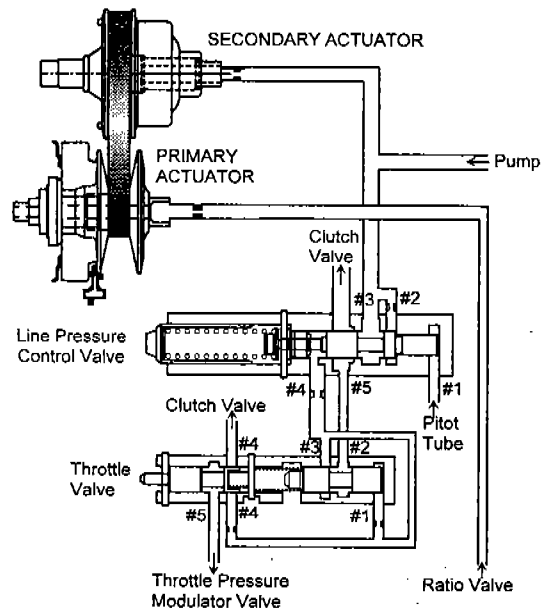 SECONDARY ACTUATOR
Pump
PRIMARY
ACTUATOR
Clutch
Valve
#3
#2
Line Pressure
Control Valve
#4
#5
#1
Clutch Valve
Pitot
Tube
#4
#3
#2
Throttle
Valve
#5
#4
#1
Throttle Pressure
Modulator Valve
Ratio Valve